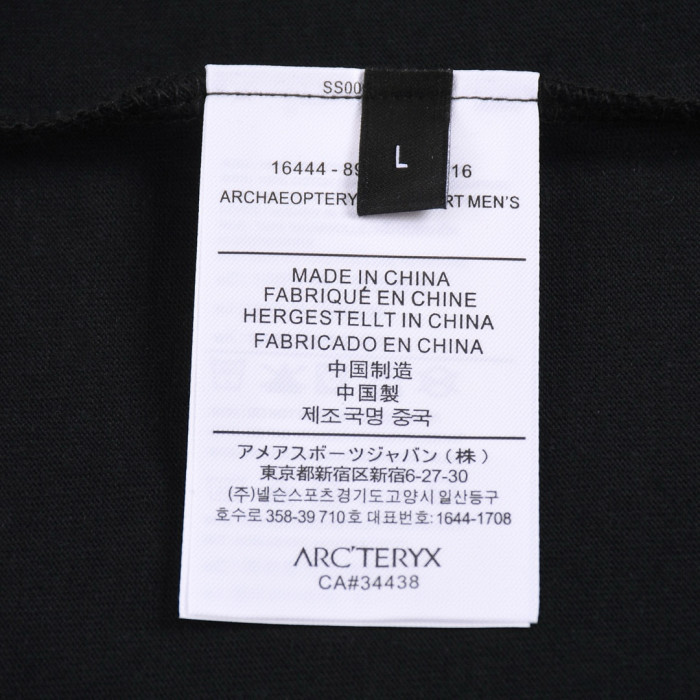 SS00
L
16444 - 89 16
ARCHAEOPTERY RT MEN'S
MADE IN CHINA
FABRIQUÉ EN CHINE
HERGESTELLT IN CHINA
FABRICADO EN CHINA
中国制造
中国製
제조국명 중국
アメアスポーツジャパン（株）
東京都新宿区新宿6-27-30
(주)넬슨스포츠경기도고양시일산동구
호수로 358-39 710호 대표번호: 1644-1708
ARC'TERYX
CA#34438